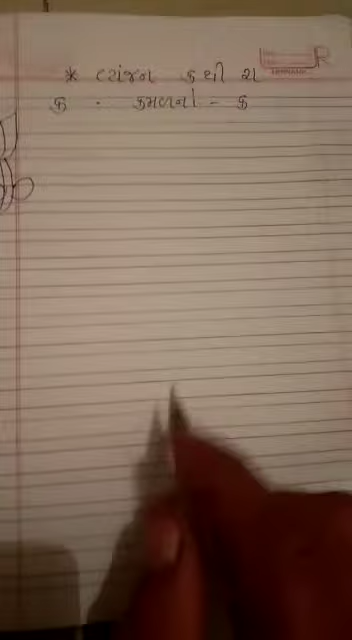 * વ્યંજન ક થી જ્ઞ
ક - કમળનો - ક